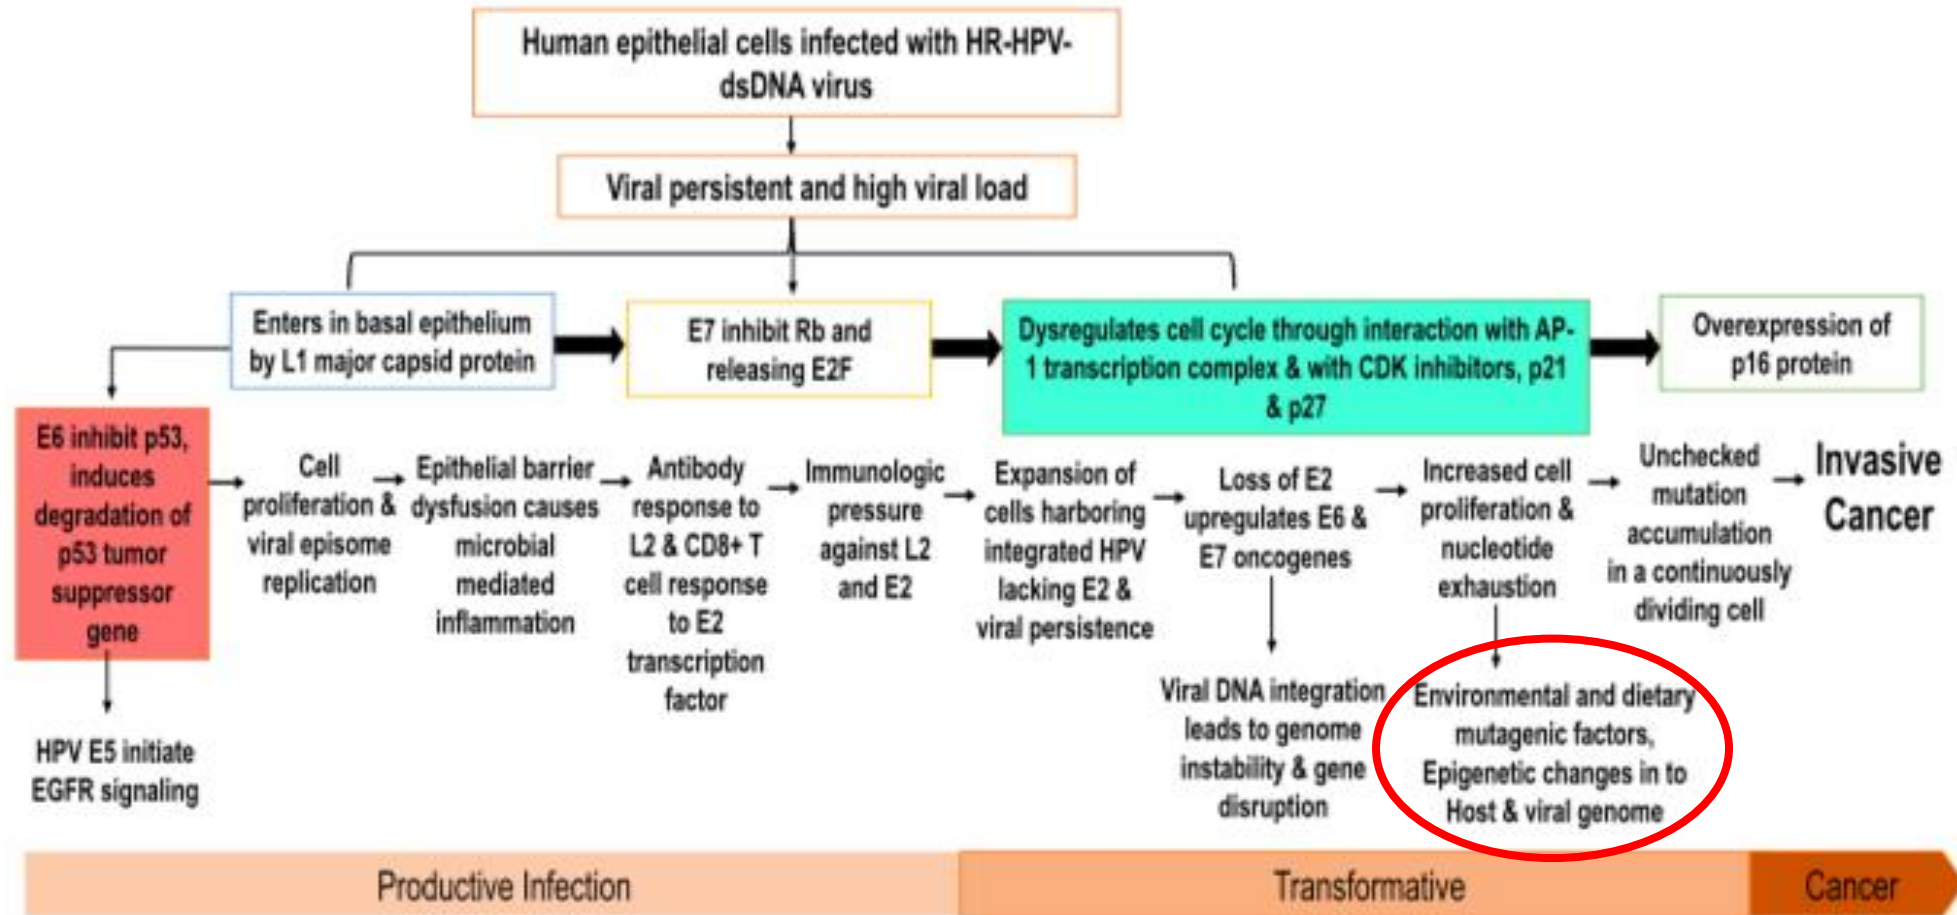 Human epithelial cells infected with HR-HPV-
dsDNA virus
Viral persistent and high viral load
Enters in basal epithelium
by L1 major capsid protein
E7 inhibit Rb and
releasing E2F
Dysregulates cell cycle through interaction with AP-
1 transcription complex & with CDK inhibitors, p21
& p27
Overexpression of
p16 protein
E6 inhibit p53,
induces
degradation of
p53 tumor
suppressor
gene
Cell
proliferation &
viral episome
replication
Epithelial barrier
dysfusion causes
microbial
mediated
inflammation
Antibody
response to
L2 & CD8+ T
cell response
to E2
transcription
factor
Immunologic
pressure
against L2
and E2
Expansion of
cells harboring
integrated HPV
lacking E2 &
viral persistence
Loss of E2
upregulates E6 &
E7 oncogenes
Increased cell
proliferation &
nucleotide
exhaustion
Unchecked
mutation
accumulation
in a continuously
dividing cell
Invasive
Cancer
HPV E5 initiate
EGFR signaling
Viral DNA integration
leads to genome
instability & gene
disruption
Environmental and dietary
mutagenic factors,
Epigenetic changes in to
Host & viral genome
Productive Infection
Transformative
Cancer